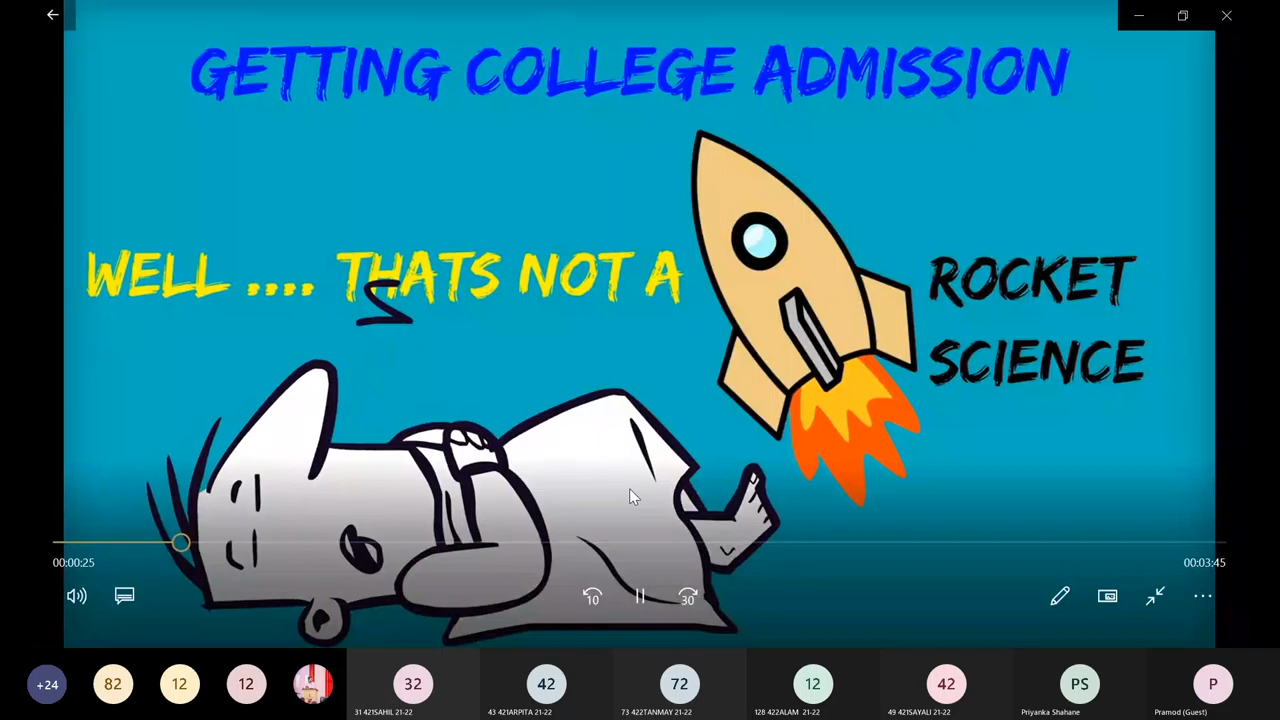 GETTING COLLEGE ADMISSION
WELL .... THATS NOT A
ROCKET
SCIENCE
00:00:25
00:03:45
10
30
+24
82
12
12
32
42
72
12
42
PS
P
31 421SAHIL 21-22
43 421ARPITA 21-22
73 422TANMAY 21-22
128 422ALAM 21-22
49 421SAYALI 21-22
Priyanka Shahane
Pramod (Guest)